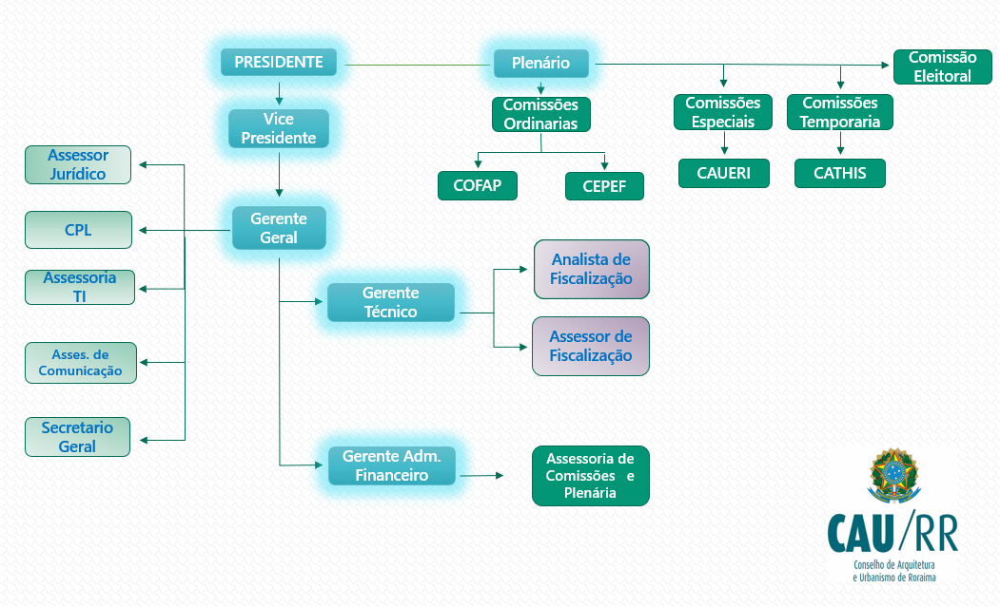 PRESIDENTE
Plenário
Comissão
Eleitoral
Vice
Presidente
Comissões
Ordinarias
Comissões
Especiais
Comissões
Temporaria
Assessor
Jurídico
COFAP
CEPEF
CAUERI
CATHIS
CPL
Gerente
Geral
Assessoria
TI
Gerente
Técnico
Analista de
Fiscalização
Assessor de
Fiscalização
Asses. de
Comunicação
Secretario
Geral
Gerente Adm.
Financeiro
Assessoria de
Comissões e
Plenária
CAU/RR
Conselho de Arquitetura
e Urbanismo de Roraima